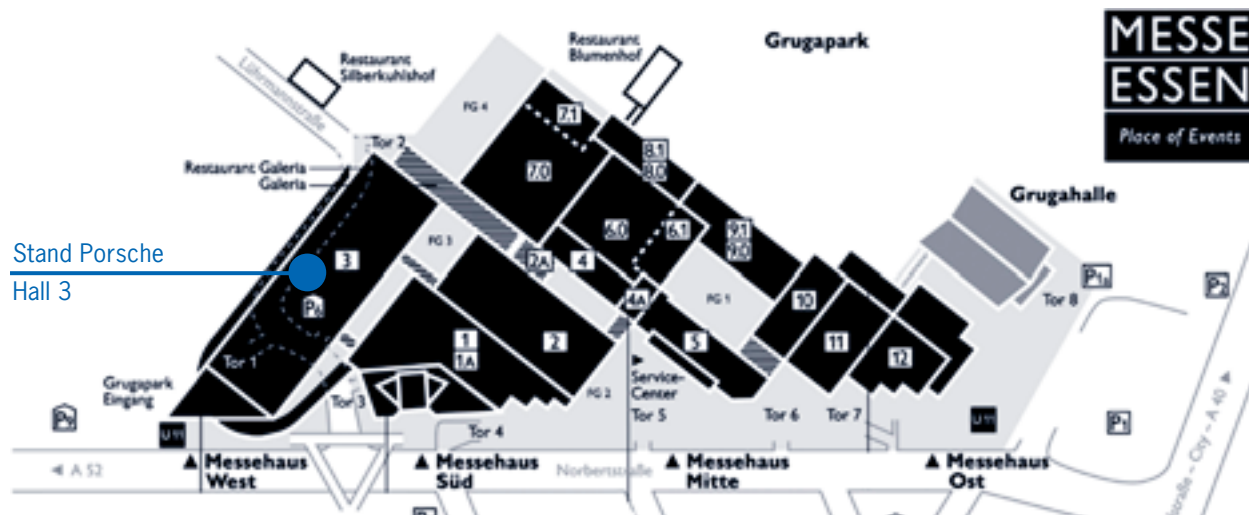 MESSE
ESSEN
Place of Events
Grugapark
Restaurant
Blumenhof
Restaurant
Silberkuhlshof
Lührmannstraße
FG 4
7.1
Tor 2
8.1
8.0
Restaurant Galeria
Galeria
7.0
Grugahalle
Stand Porsche
Hall 3
3
FG 3
2A
4
6.0
6.1
9.1
9.0
P6
4A
FG 1
10
Tor 8
P2
1
1A
2
5
11
12
Tor 1
Service-
Center
Grugapark
Eingang
Tor 3
FG 2
Tor 5
Tor 6
Tor 7
P1
U 11
Tor 4
U 11
A 52
Messehaus
West
Messehaus
Süd
Norbertstraße
Messehaus
Mitte
Messehaus
Ost
City – A 40